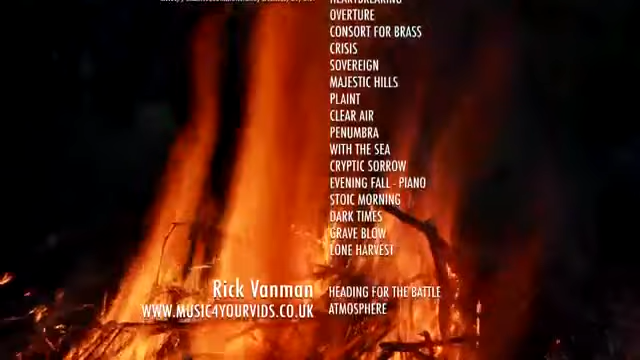 HEARTBREAKING
OVERTURE
CONSORT FOR BRASS
CRISIS
SOVEREIGN
MAJESTIC HILLS
PLAINT
CLEAR AIR
PENUMBRA
WITH THE SEA
CRYPTIC SORROW
EVENING FALL - PIANO
STOIC MORNING
DARK TIMES
GRAVE BLOW
LONE HARVEST
Rick Vanman HEADING FOR THE BATTLE
WWW.MUSIC4YOURVIDS.CO.UK ATMOSPHERE